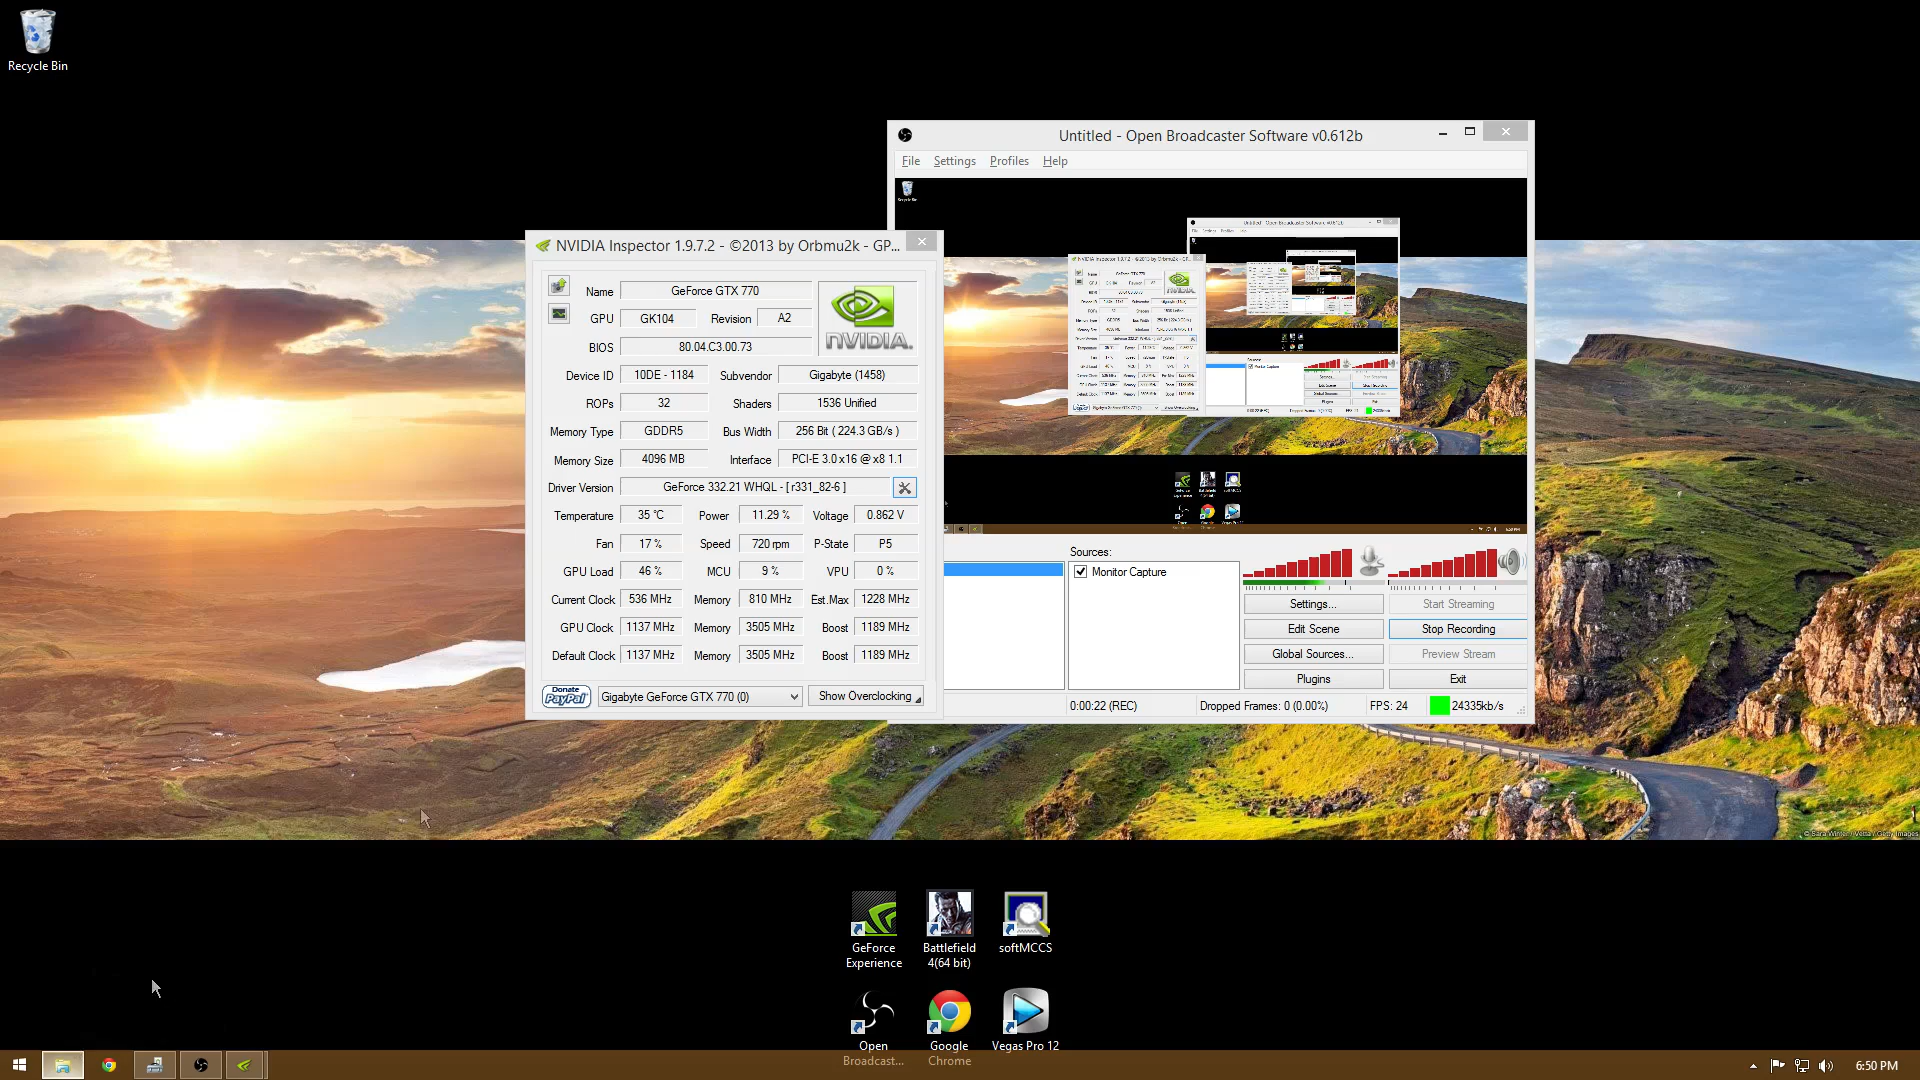 Recycle Bin
Untitled - Open Broadcaster Software v0.612b
File Settings Profiles Help
NVIDIA Inspector 1.9.7.2 - ©2013 by Orbmu2k - GP...
Name GeForce GTX 770
GPU GK104 Revision A2
NVIDIA.
BIOS 80.04.C3.00.73
Device ID 10DE - 1184 Subvendor Gigabyte (1458)
ROPs 32 Shaders 1536 Unified
Memory Type GDDR5 Bus Width 256 Bit ( 224.3 GB/s )
Memory Size 4096 MB Interface PCI-E 3.0 x16 @ x8 1.1
Driver Version GeForce 332.21 WHQL - [ r331_82-6 ]
Temperature 35 °C Power 11.29 % Voltage 0.862 V
Fan 17 % Speed 720 rpm P-State P5
GPU Load 46 % MCU 9 % VPU 0 %
Current Clock 536 MHz Memory 810 MHz Est.Max 1228 MHz
GPU Clock 1137 MHz Memory 3505 MHz Boost 1189 MHz
Default Clock 1137 MHz Memory 3505 MHz Boost 1189 MHz
Donate
PayPal
Gigabyte GeForce GTX 770 (0) Show Overclocking
Sources:
Monitor Capture
Settings... Start Streaming
Edit Scene Stop Recording
Global Sources... Preview Stream
Plugins Exit
0:00:22 (REC) Dropped Frames: 0 (0.00%) FPS: 24 24335kb/s
© Sara Winter / Vetta / Getty Images
GeForce
Experience
Battlefield
4(64 bit)
softMCCS
Open
Broadcast...
Google
Chrome
Vegas Pro 12
6:50 PM